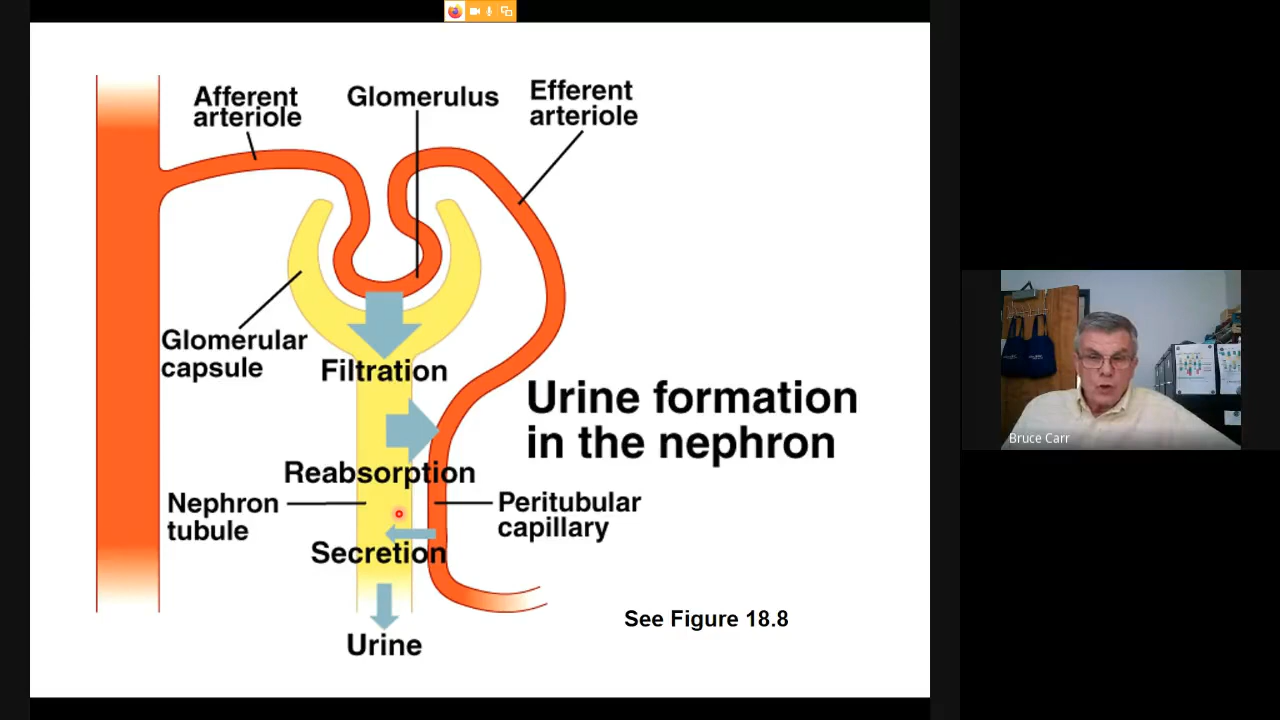 Afferent
arteriole
Glomerulus
Efferent
arteriole
Glomerular
capsule
Filtration
Urine formation
in the nephron
Reabsorption
Nephron
tubule
Peritubular
capillary
Secretion
See Figure 18.8
Urine
Bruce Carr